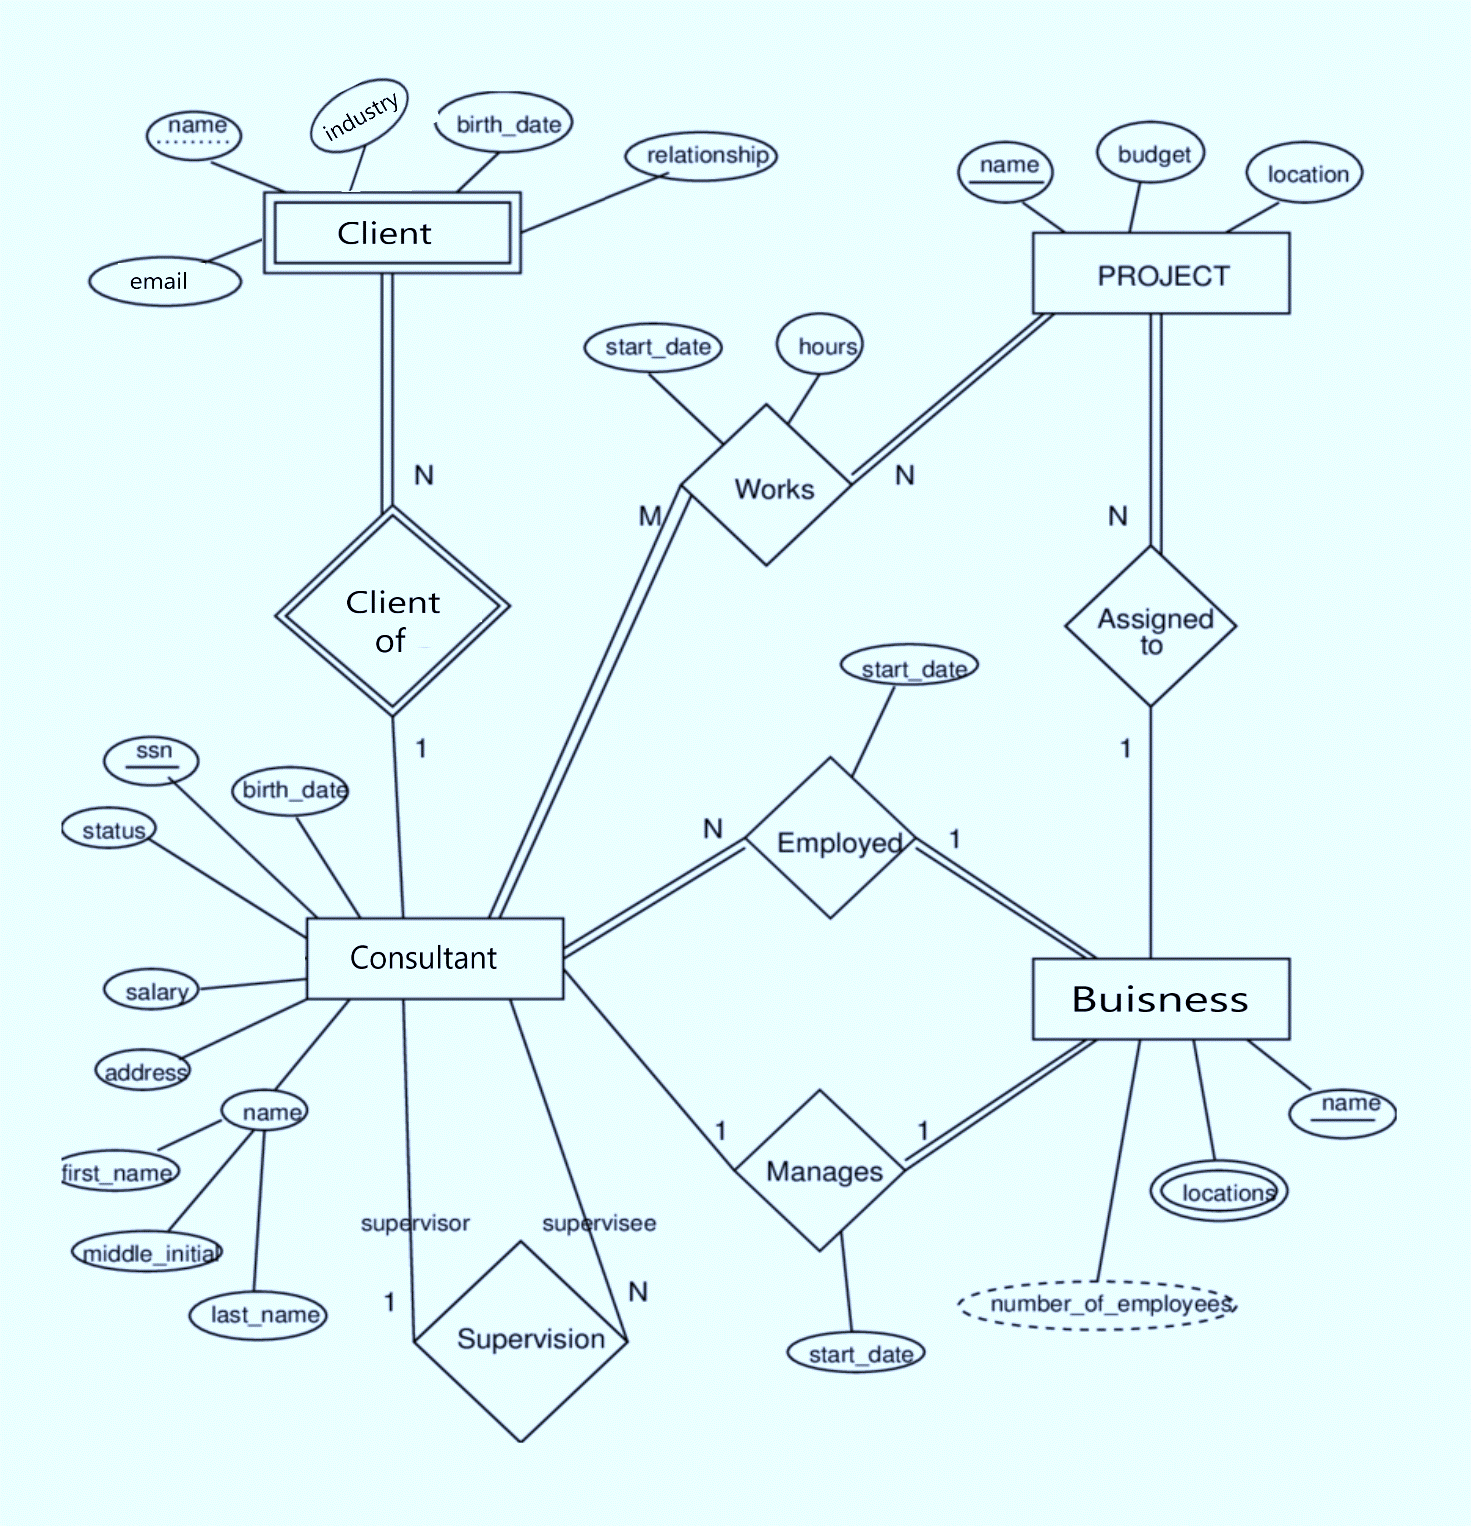 name
industry
birth_date
relationship
name
budget
location
Client
PROJECT
email
start_date
hours
N
Works
N
M
N
Client
of
Assigned
to
start_date
1
1
ssn
birth_date
status
N
Employed
1
Consultant
salary
Buisness
address
name
name
1
1
first_name
Manages
locations
supervisor
supervisee
middle_initial
1
N
number_of_employees
last_name
Supervision
start_date